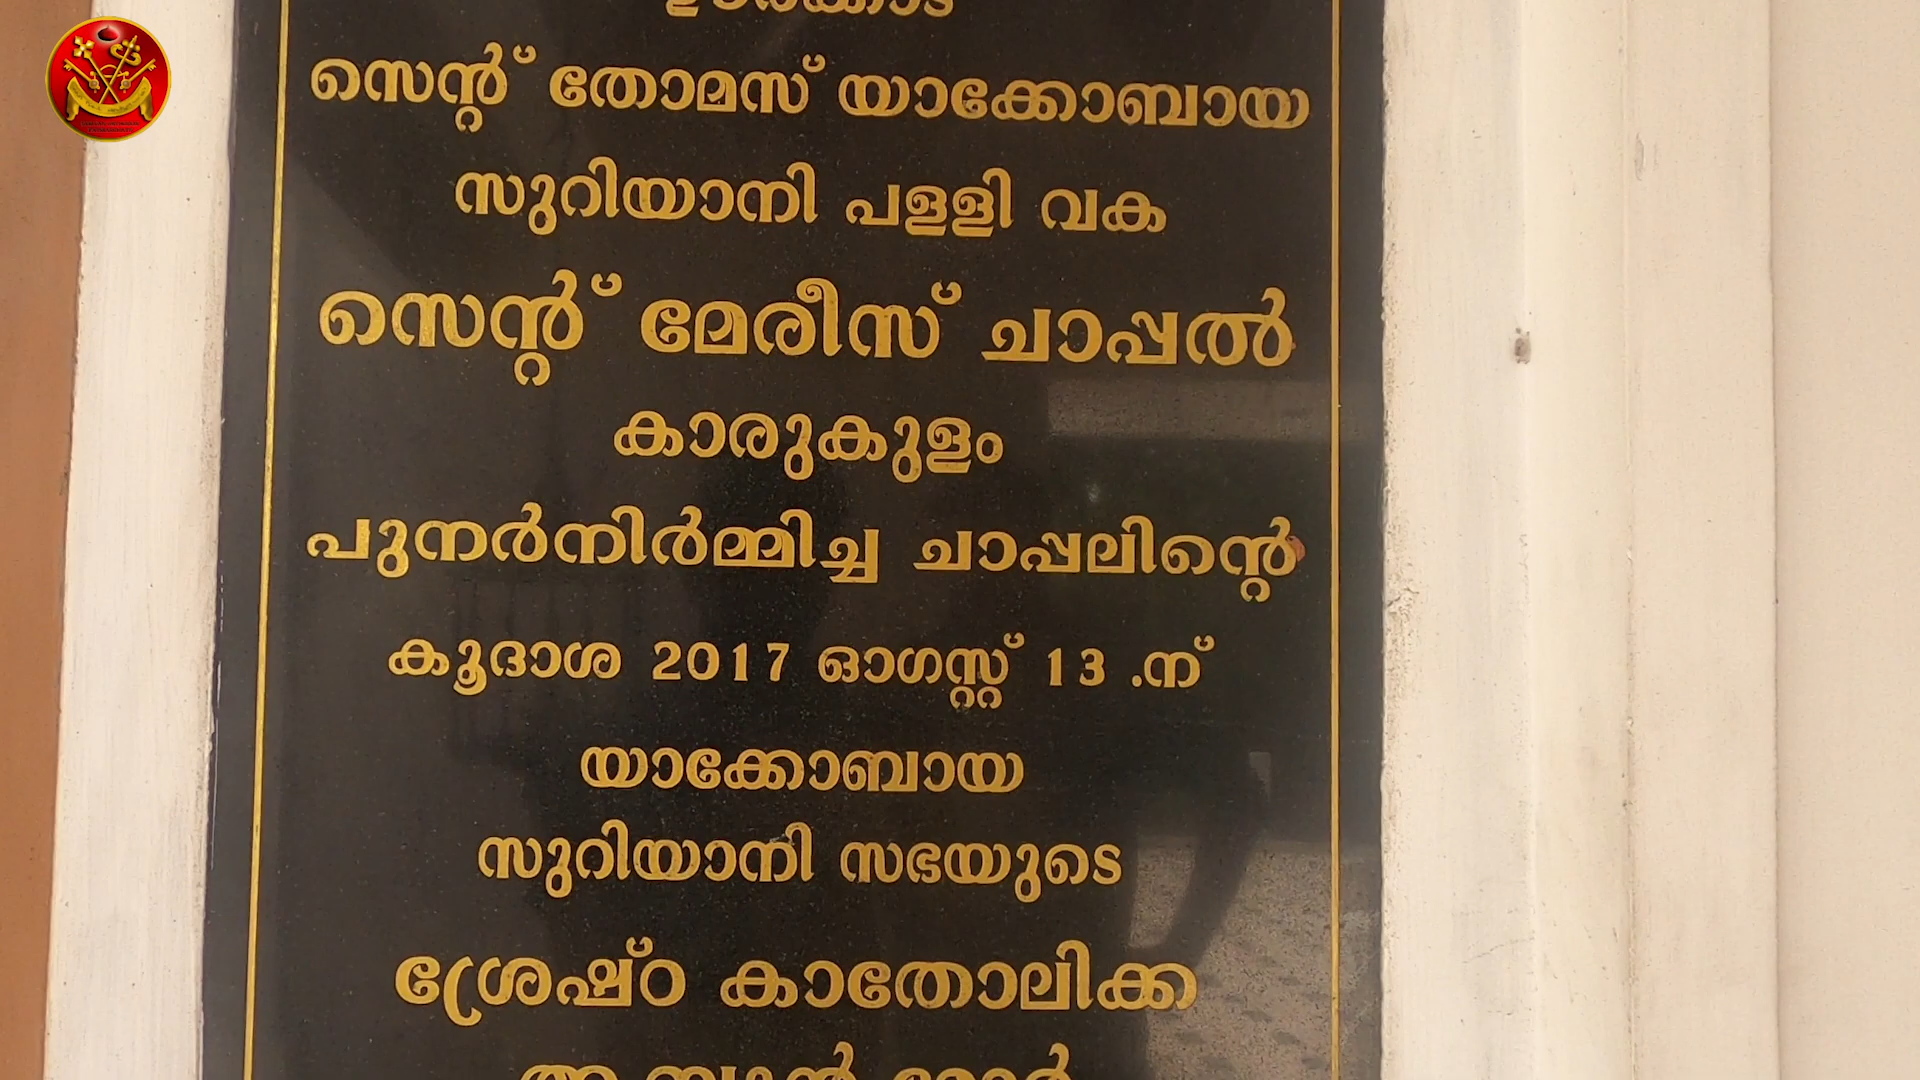 സെന്റ് തോമസ് യാക്കോബായ
സുറിയാനി പള്ളി വക
സെന്റ് മേരീസ് ചാപ്പൽ
കാരുകുളം
പുനർനിർമ്മിച്ച ചാപ്പലിന്റെ
കൂദാശ 2017 ഓഗസ്റ്റ് 13 .ന്
യാക്കോബായ
സുറിയാനി സഭയുടെ
ശ്രേഷ്ഠ കാതോലിക്ക